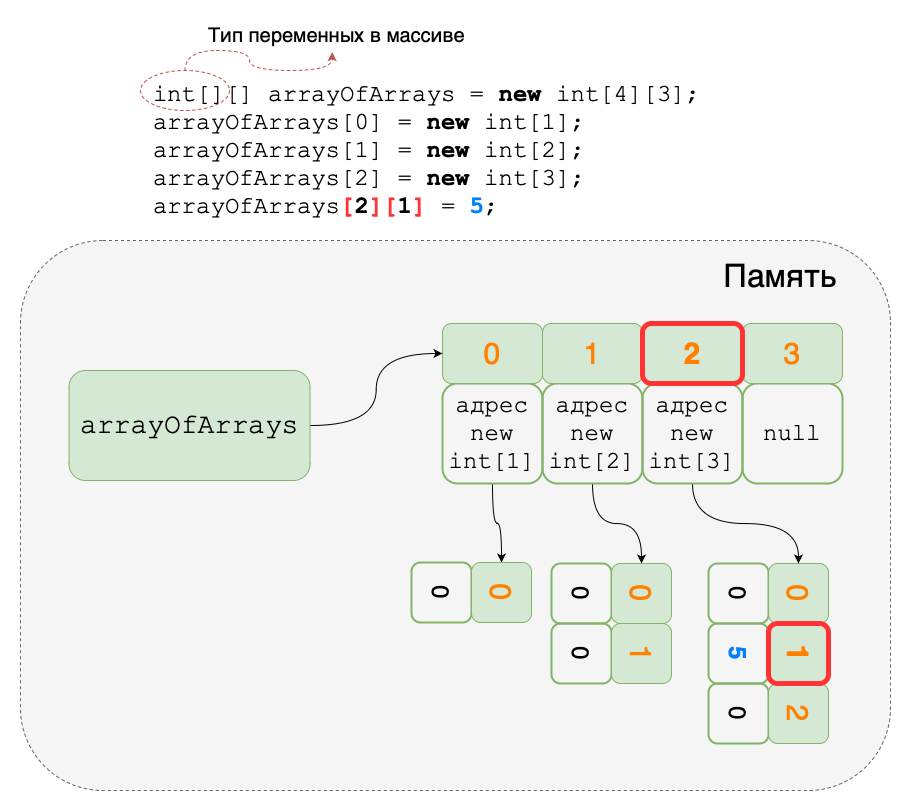 Тип переменных в массиве
int[][] arrayOfArrays = new int[4][3];
arrayOfArrays[0] = new int[1];
arrayOfArrays[1] = new int[2];
arrayOfArrays[2] = new int[3];
arrayOfArrays[2][1] = 5;
Память
arrayOfArrays
0 1 2 3
адрес new int[1]
адрес new int[2]
адрес new int[3]
null
0 0
0 0
0 1
0 0
5 1
0 2